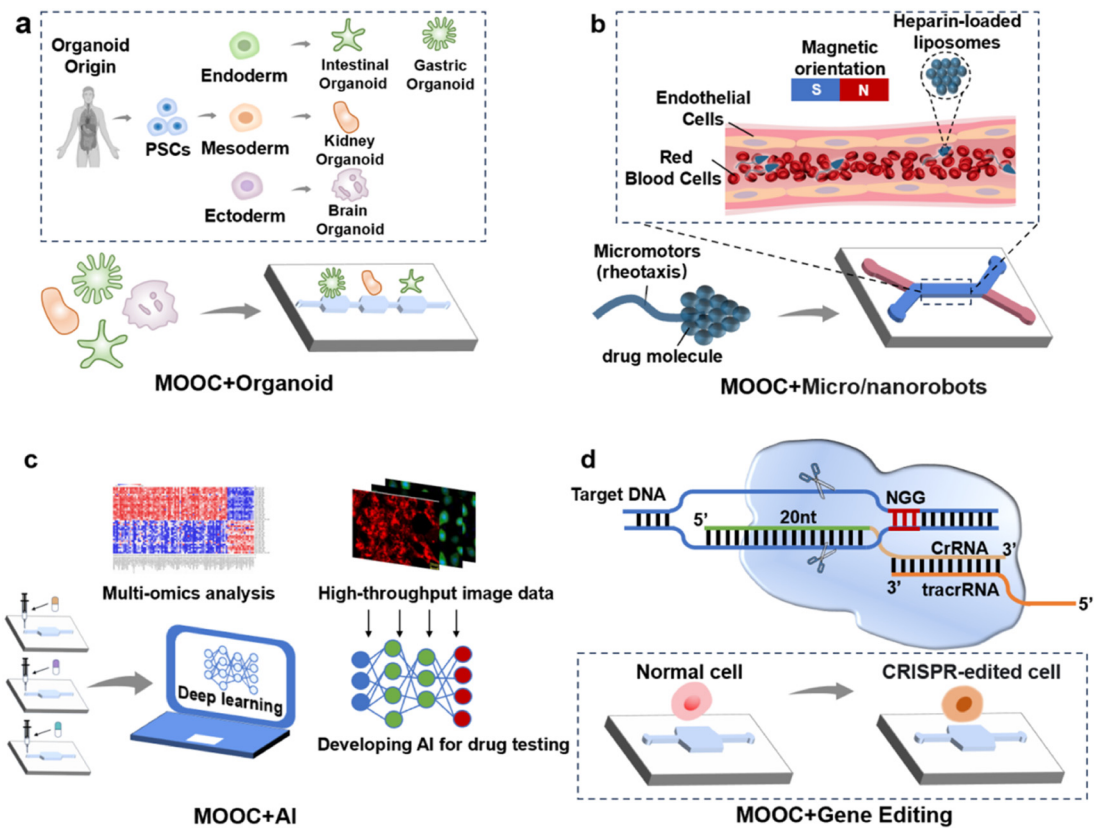 a
Organoid
Origin
PSCs
Endoderm
Mesoderm
Ectoderm
Intestinal
Organoid
Gastric
Organoid
Kidney
Organoid
Brain
Organoid
MOOC+Organoid
b
Magnetic
orientation
S N
Heparin-loaded
liposomes
Endothelial
Cells
Red
Blood Cells
Micromotors
(rheotaxis)
drug molecule
MOOC+Micro/nanorobots
c
Multi-omics analysis
High-throughput image data
Deep learning
Developing AI for drug testing
MOOC+AI
d
Target DNA
NGG
5’
20nt
CrRNA
3’
3’
tracrRNA
5’
Normal cell
CRISPR-edited cell
MOOC+Gene Editing